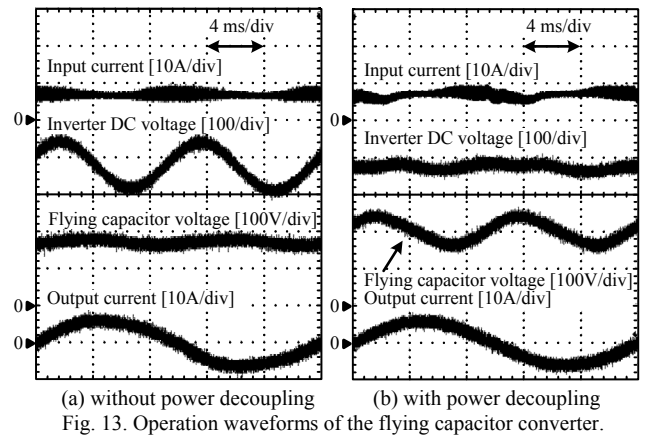 4 ms/div
Input current [10A/div]
0
Inverter DC voltage [100/div]
Flying capacitor voltage [100V/div]
0
Output current [10A/div]
0
(a) without power decoupling
4 ms/div
Input current [10A/div]
0
Inverter DC voltage [100/div]
Flying capacitor voltage [100V/div]
0
Output current [10A/div]
0
(b) with power decoupling
Fig. 13. Operation waveforms of the flying capacitor converter.